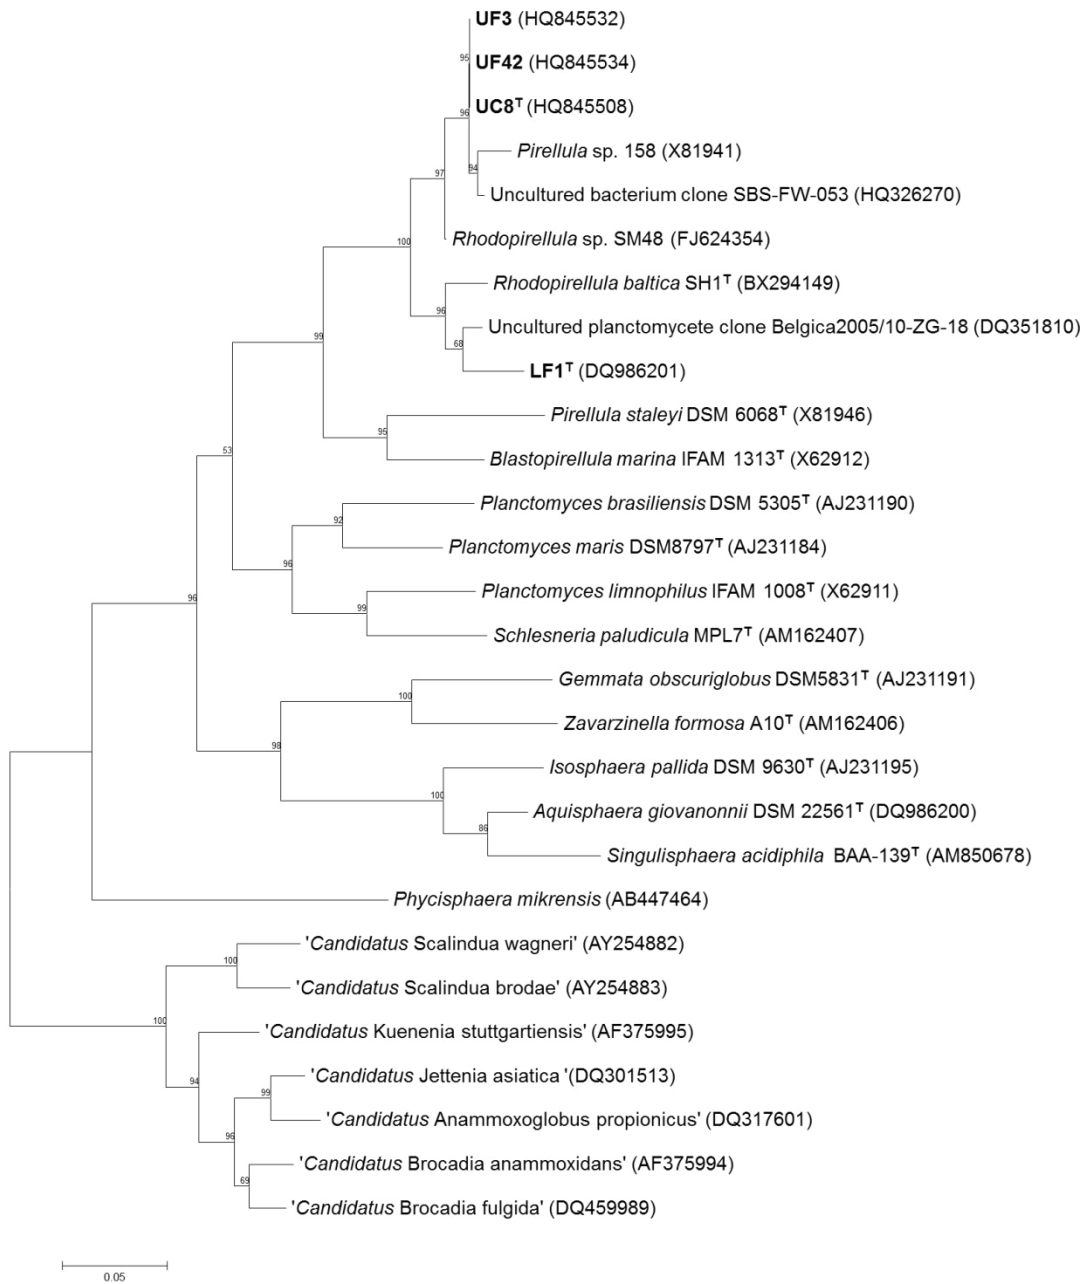 UF3 (HQ845532)
95
UF42 (HQ845534)
UC8ᵀ (HQ845508)
96
Pirellula sp. 158 (X81941)
94
97
Uncultured bacterium clone SBS-FW-053 (HQ326270)
Rhodopirellula sp. SM48 (FJ624354)
100
Rhodopirellula baltica SH1ᵀ (BX294149)
96
Uncultured planctomycete clone Belgica2005/10-ZG-18 (DQ351810)
99
68
LF1ᵀ (DQ986201)
Pirellula staleyi DSM 6068ᵀ (X81946)
95
53
Blastopirellula marina IFAM 1313ᵀ (X62912)
Planctomyces brasiliensis DSM 5305ᵀ (AJ231190)
92
Planctomyces maris DSM8797ᵀ (AJ231184)
96
Planctomyces limnophilus IFAM 1008ᵀ (X62911)
96
99
Schlesneria paludicula MPL7ᵀ (AM162407)
Gemmata obscuriglobus DSM5831ᵀ (AJ231191)
100
Zavarzinella formosa A10ᵀ (AM162406)
98
Isosphaera pallida DSM 9630ᵀ (AJ231195)
100
Aquisphaera giovanonnii DSM 22561ᵀ (DQ986200)
86
Singulisphaera acidiphila BAA-139ᵀ (AM850678)
Phycisphaera mikrensis (AB447464)
'Candidatus Scalindua wagneri' (AY254882)
100
'Candidatus Scalindua brodae' (AY254883)
100
'Candidatus Kuenenia stuttgartiensis' (AF375995)
94
'Candidatus Jettenia asiatica '(DQ301513)
99
'Candidatus Anammoxoglobus propionicus' (DQ317601)
96
'Candidatus Brocadia anammoxidans' (AF375994)
69
'Candidatus Brocadia fulgida' (DQ459989)
0.05